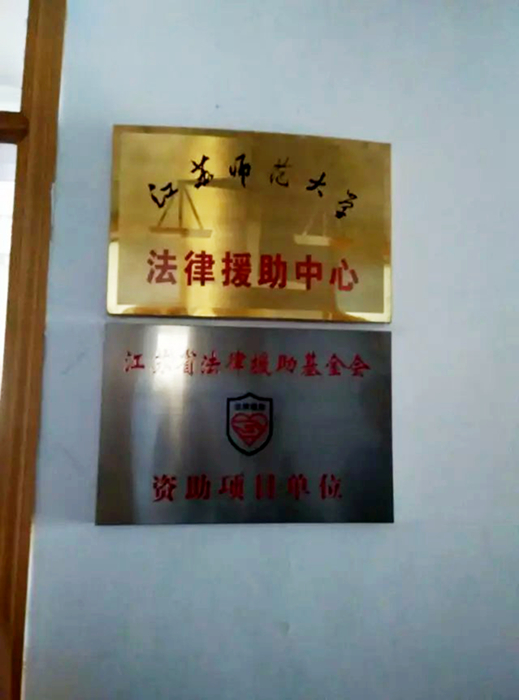 江苏师范大学
法律援助中心
江苏省法律援助基金会
资助项目单位